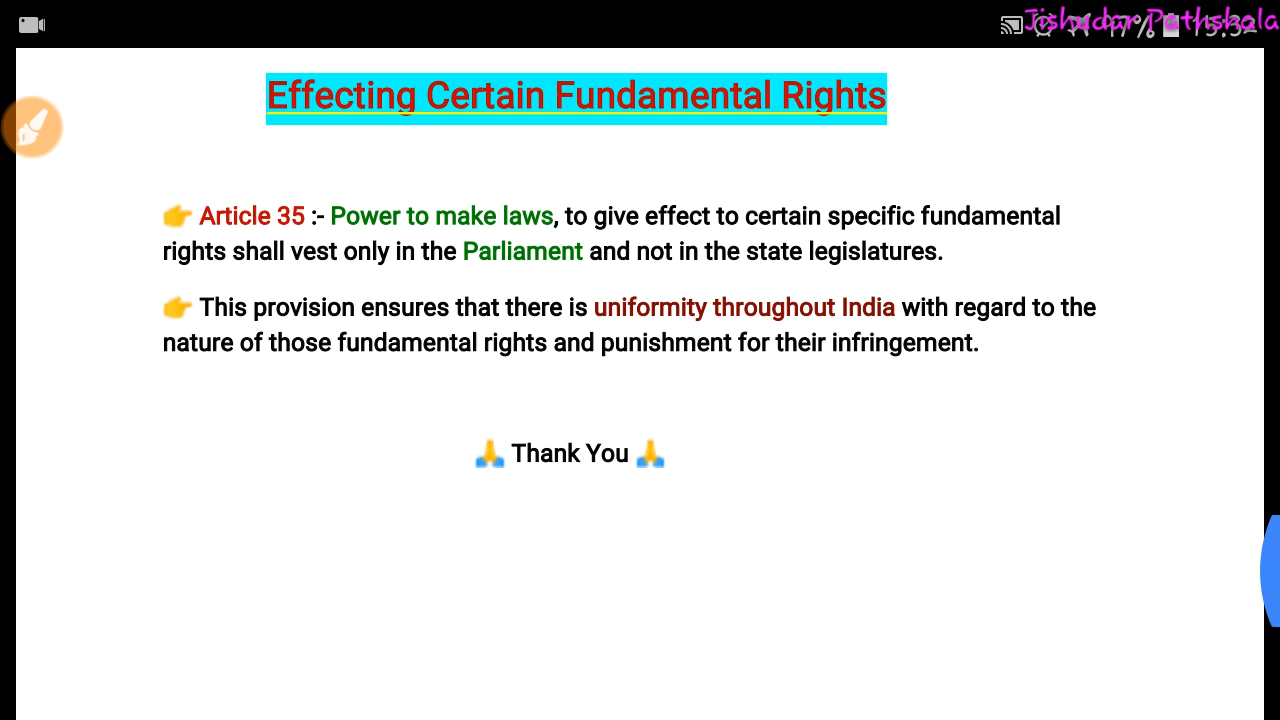 Jishudar Pathshala
Effecting Certain Fundamental Rights
👉 Article 35 :- Power to make laws, to give effect to certain specific fundamental
rights shall vest only in the Parliament and not in the state legislatures.
👉 This provision ensures that there is uniformity throughout India with regard to the
nature of those fundamental rights and punishment for their infringement.
🙏 Thank You 🙏